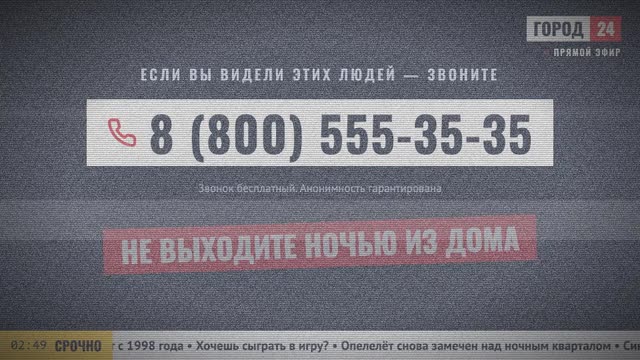 ГОРОД 24
ПРЯМОЙ ЭФИР
ЕСЛИ ВЫ ВИДЕЛИ ЭТИХ ЛЮДЕЙ — ЗВОНИТЕ
8 (800) 555-35-35
Звонок бесплатный. Анонимность гарантирована
НЕ ВЫХОДИТЕ НОЧЬЮ ИЗ ДОМА
02:49 СРОЧНО с 1998 года • Хочешь сыграть в игру? • Опелелёт снова замечен над ночным кварталом •